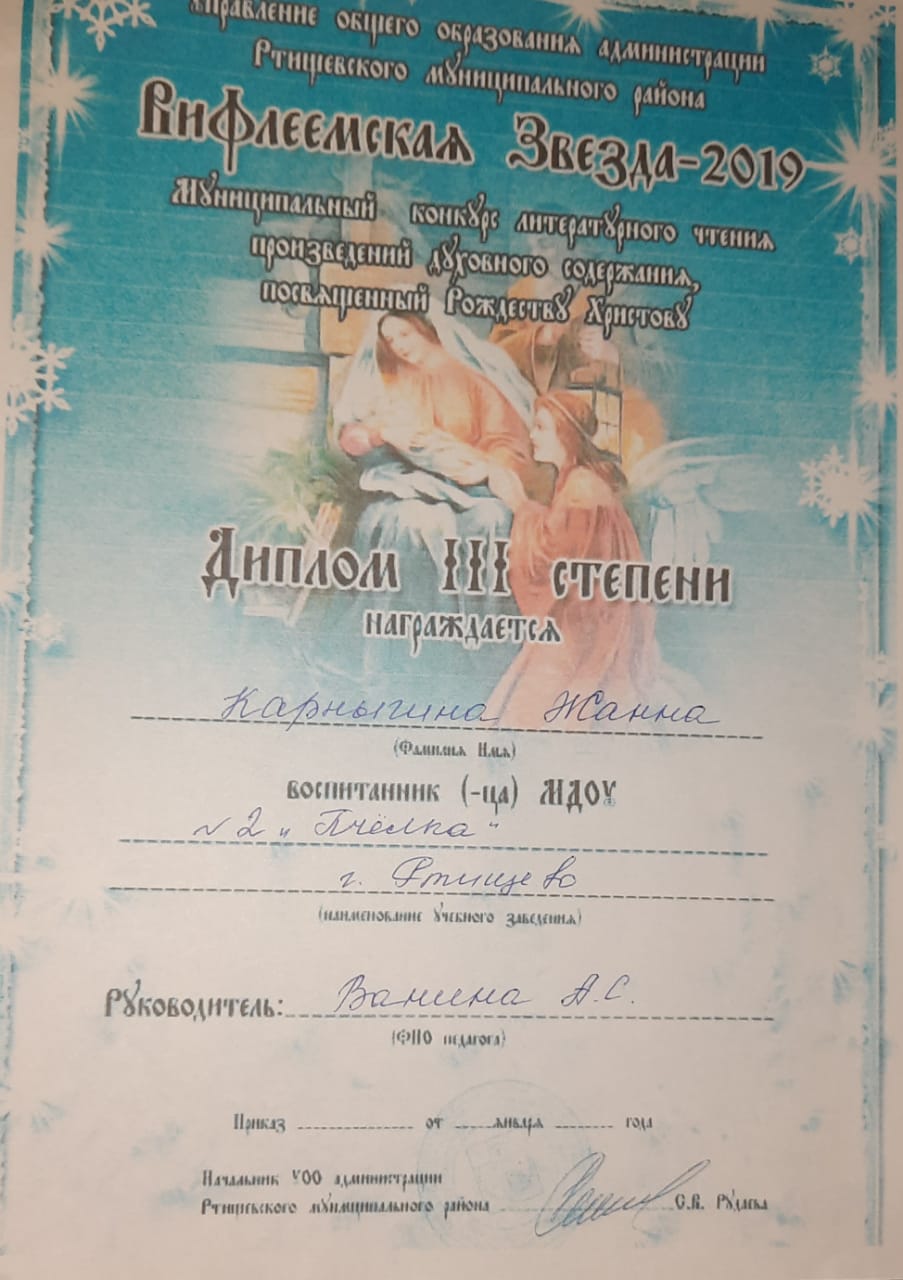 управление общего образования администрации
Ртищевского муниципального района
Вифлеемская Звезда-2019
Муниципальный конкурс литературного чтения
произведений духовного содержания,
посвященный Рождеству Христову
Диплом III степени
награждается
Карныгина Жанна
(Фамилия Имя)
воспитанник (-ца) МДОУ
№2 „Пчёлка"
г. Ртищево
(наименование учебного заведения)
Руководитель: Ванина А.С.
(ФИО педагога)
Приказ от января года
Начальник УОО администрации
Ртищевского муниципального района С.В. Рудаева